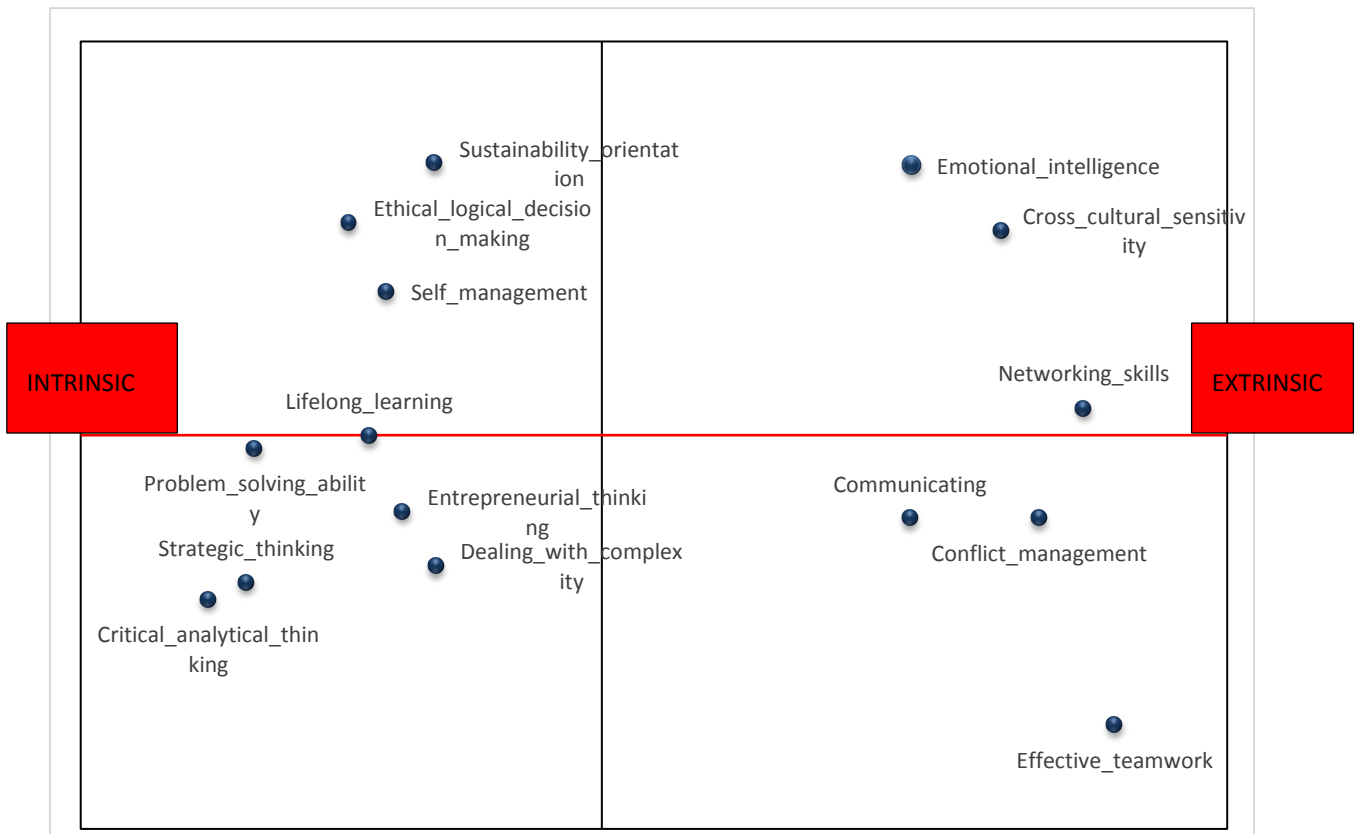 Sustainability_orientat
ion
Emotional_intelligence
Ethical_logical_decisio
n_making
Cross_cultural_sensitiv
ity
Self_management
INTRINSIC
Networking_skills
EXTRINSIC
Lifelong_learning
Problem_solving_abilit
y
Entrepreneurial_thinki
ng
Communicating
Strategic_thinking
Dealing_with_complex
ity
Conflict_management
Critical_analytical_thin
king
Effective_teamwork